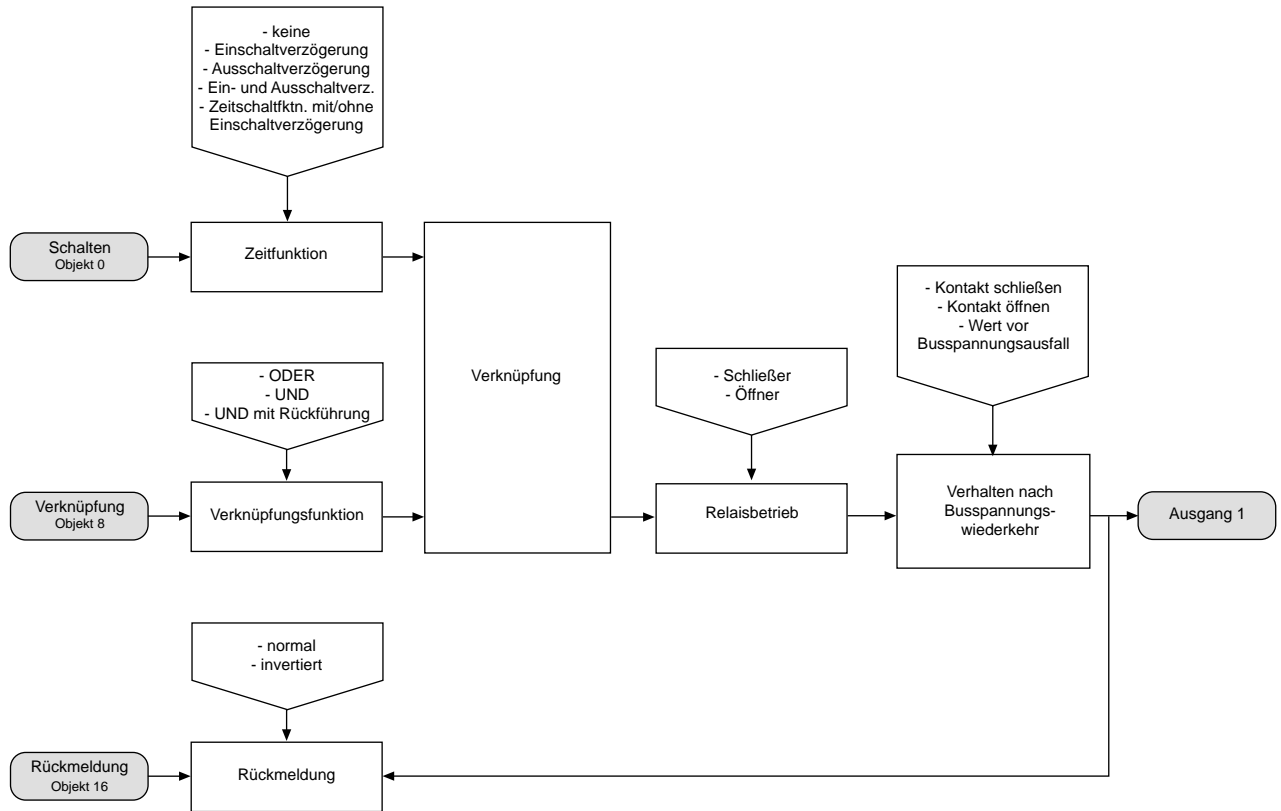 - keine
- Einschaltverzögerung
- Ausschaltverzögerung
- Ein- und Ausschaltverz.
- Zeitschaltfktn. mit/ohne
Einschaltverzögerung
Schalten
Objekt 0
Zeitfunktion
- Kontakt schließen
- Kontakt öffnen
- Wert vor
Busspannungsausfall
- ODER
- UND
- UND mit Rückführung
Verknüpfung
- Schließer
- Öffner
Verknüpfung
Objekt 8
Verknüpfungsfunktion
Relaisbetrieb
Verhalten nach
Busspannungs-
wiederkehr
Ausgang 1
- normal
- invertiert
Rückmeldung
Objekt 16
Rückmeldung